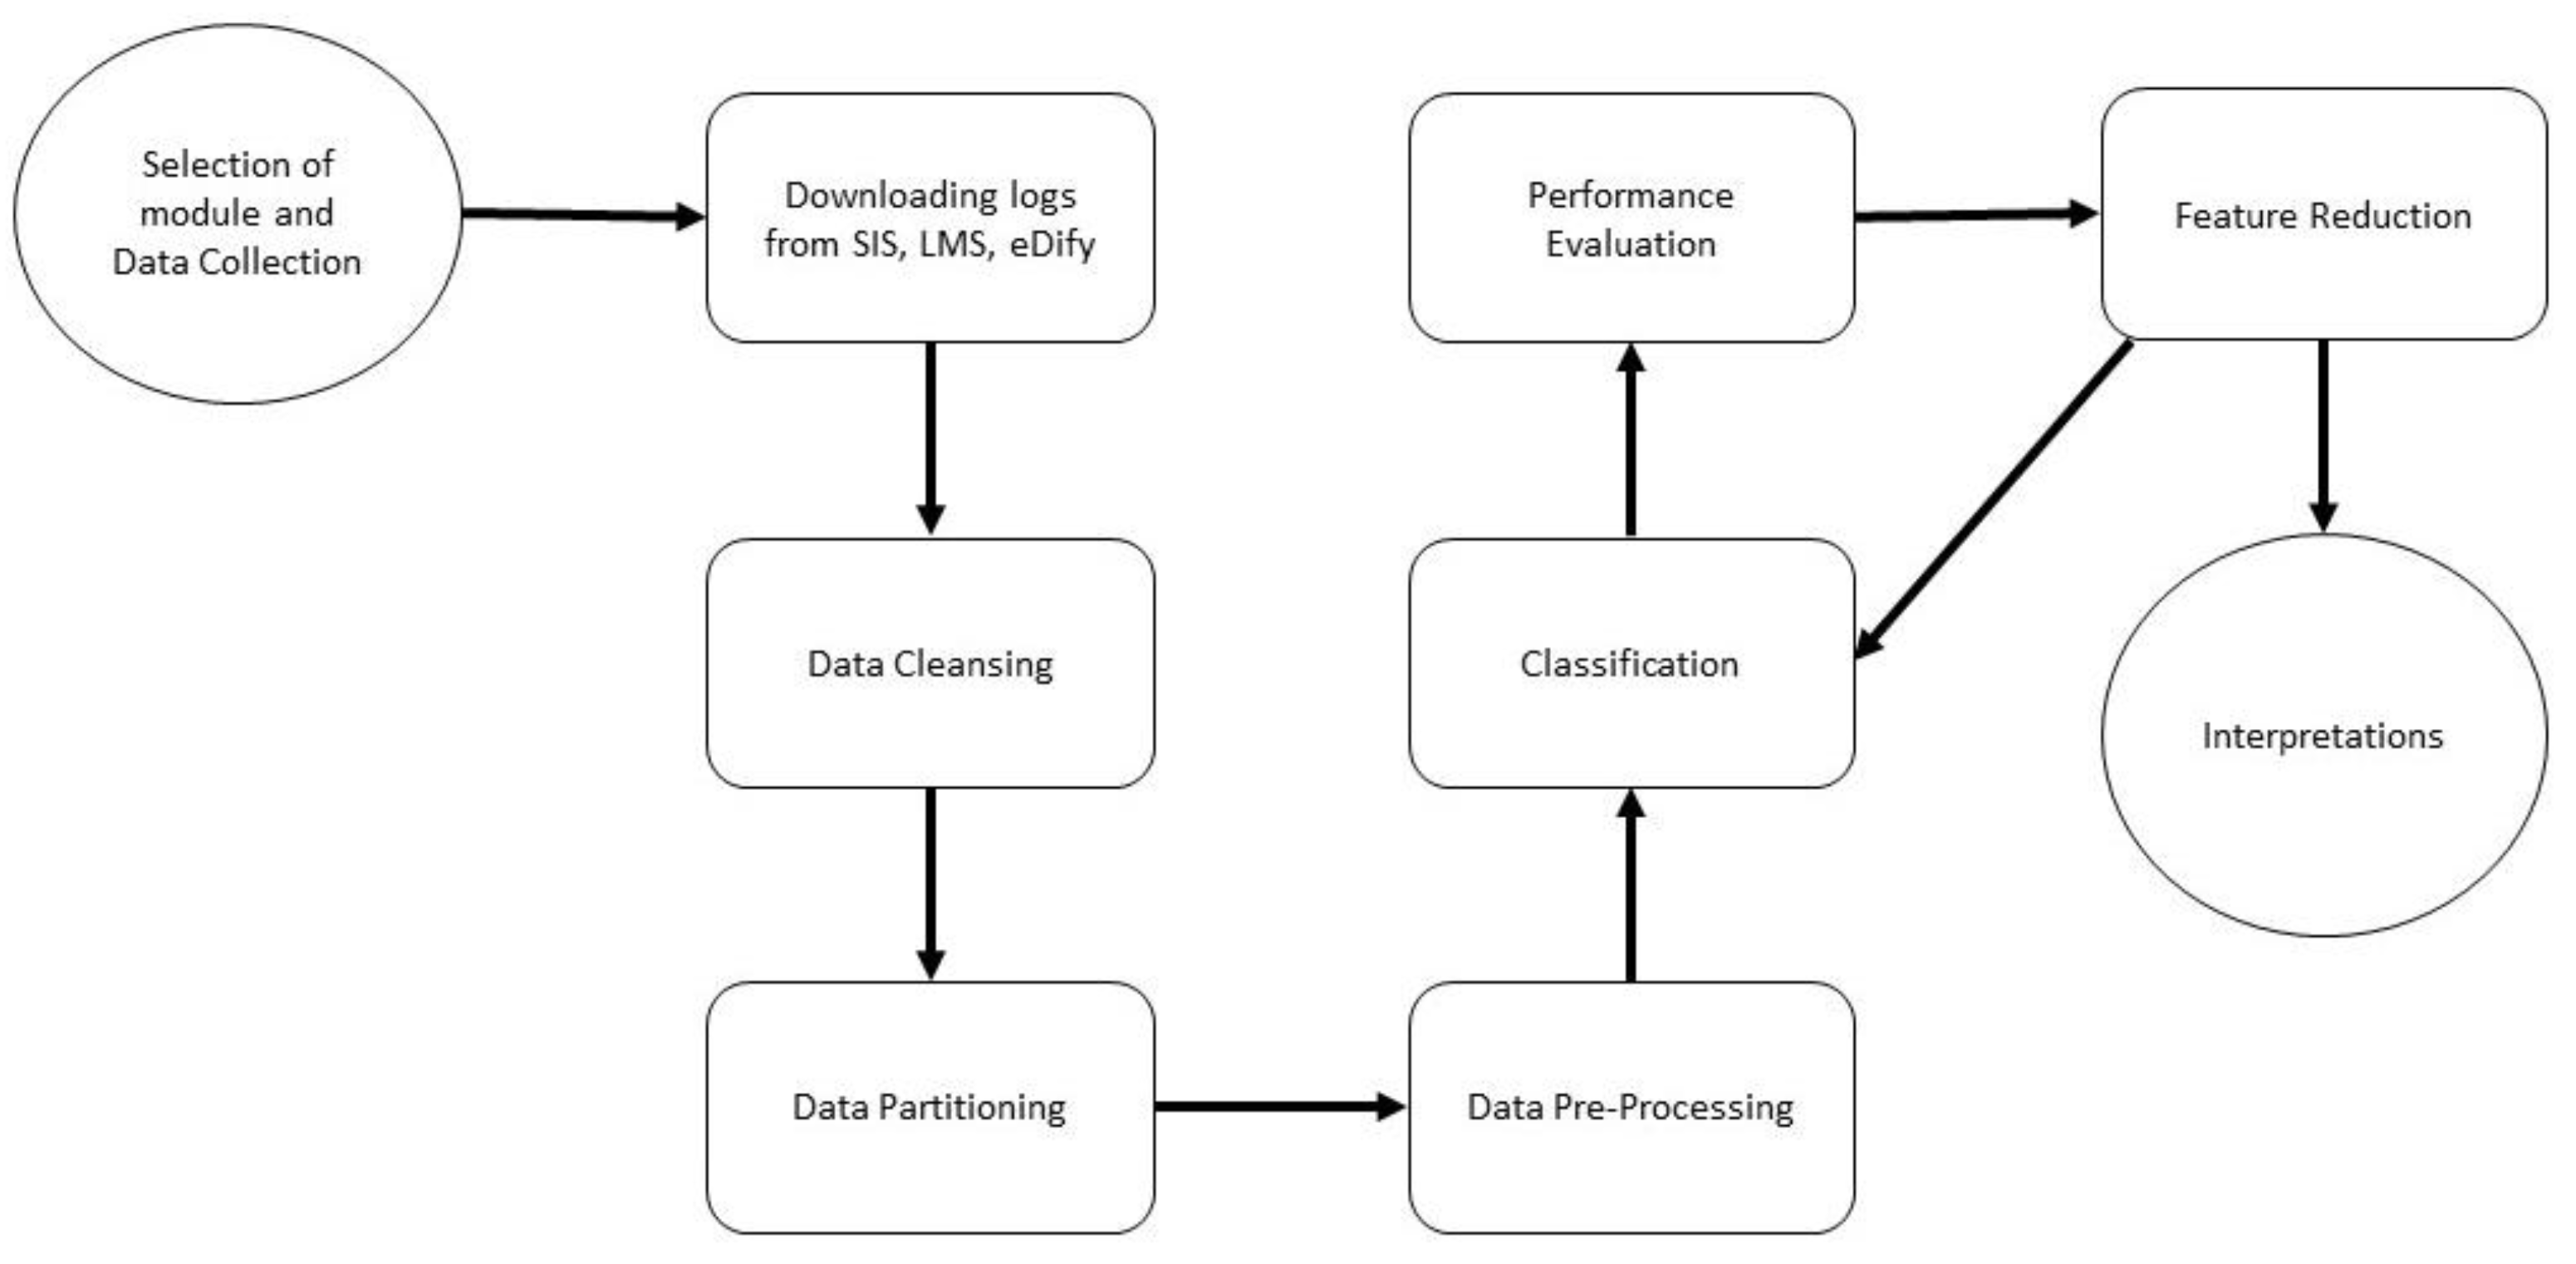 Selection of
module and
Data Collection
Downloading logs
from SIS, LMS, eDify
Data Cleansing
Data Partitioning
Data Pre-Processing
Classification
Performance
Evaluation
Feature Reduction
Interpretations